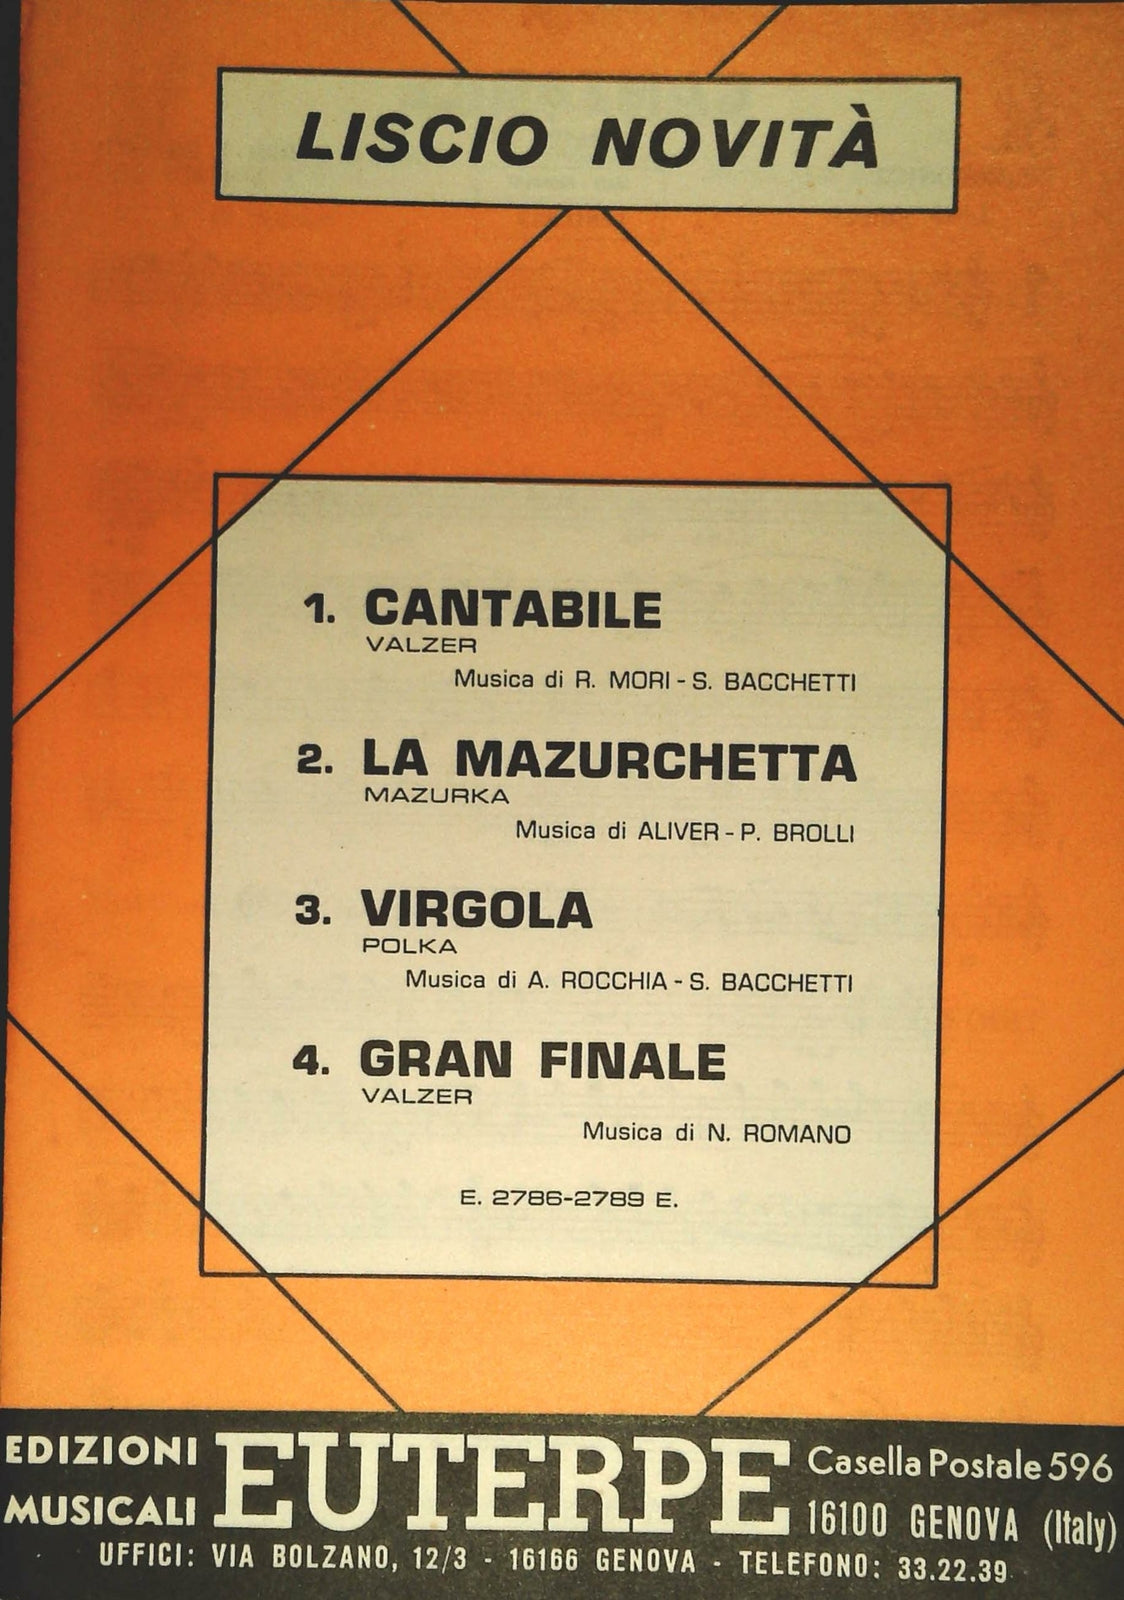 LISCIO NOVITÀ
1. CANTABILE
VALZER
Musica di R. MORI - S. BACCHETTI
2. LA MAZURCHETTA
MAZURKA
Musica di ALIVER - P. BROLLI
3. VIRGOLA
POLKA
Musica di A. ROCCHIA - S. BACCHETTI
4. GRAN FINALE
VALZER
Musica di N. ROMANO
E. 2786-2789 E.
EDIZIONI MUSICALI
EUTERPE
Casella Postale 596
16100 GENOVA (Italy)
UFFICI: VIA BOLZANO, 12/3 - 16166 GENOVA - TELEFONO: 33.22.39